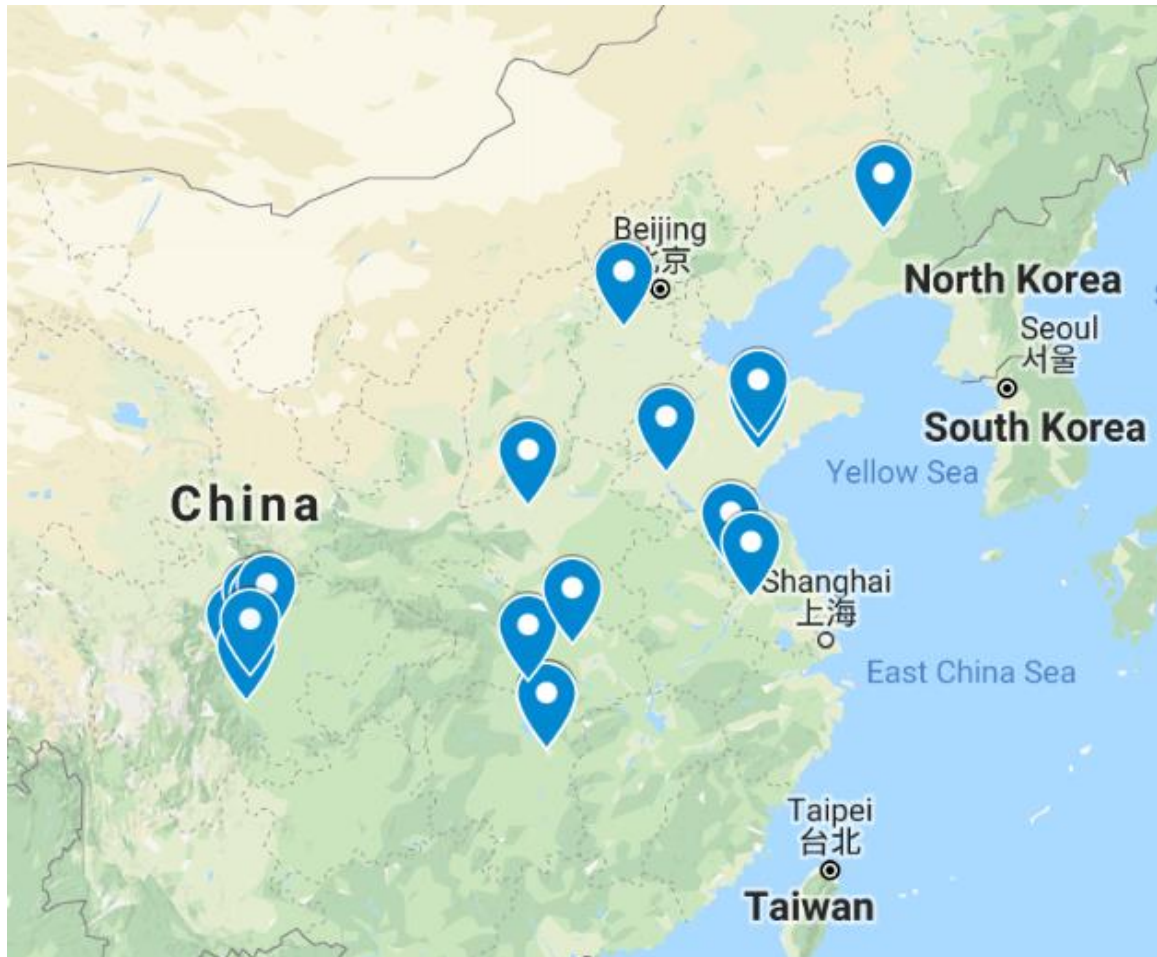 Beijing
京
North Korea
Seoul
서울
South Korea
Yellow Sea
China
Shanghai
上海
East China Sea
Taipei
台北
Taiwan